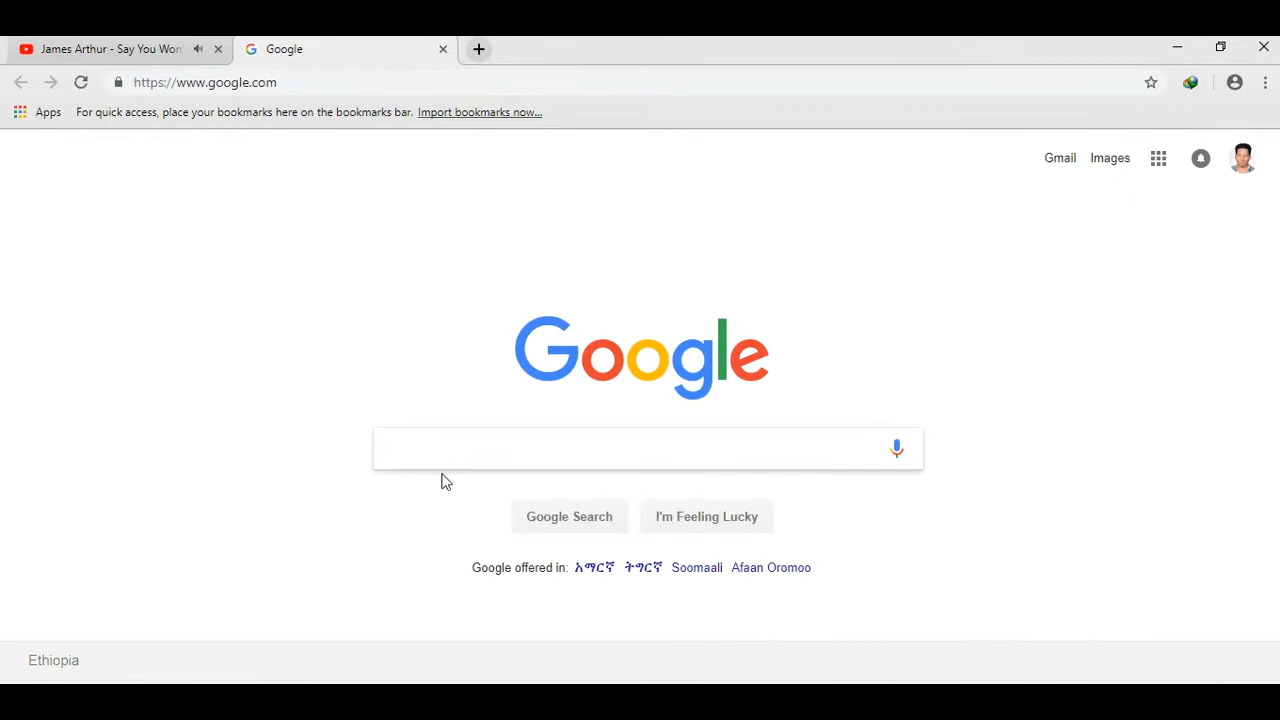 James Arthur - Say You Won'
Google
https://www.google.com
Apps For quick access, place your bookmarks here on the bookmarks bar. Import bookmarks now...
Gmail Images
Google
Google Search I'm Feeling Lucky
Google offered in: አማርኛ ትግርኛ Soomaali Afaan Oromoo
Ethiopia